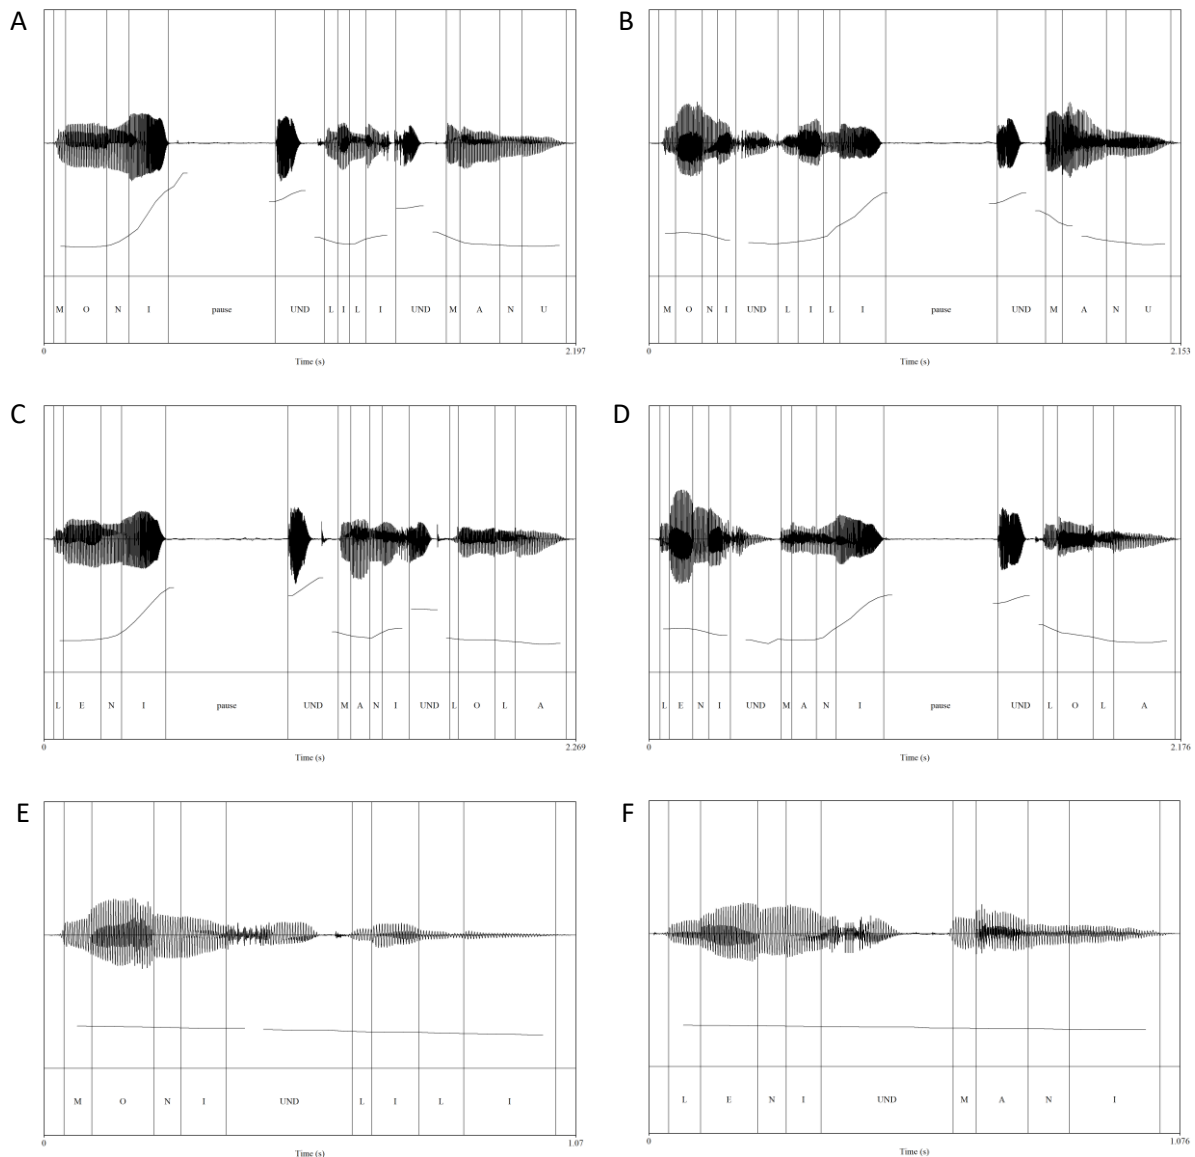 A
M O N I pause UND L I L I UND M A N U
0 2.197
Time (s)
B
M O N I UND L I L I pause UND M A N U
0 2.153
Time (s)
C
L E N I pause UND M A N I UND L O L A
0 2.269
Time (s)
D
L E N I UND M A N I pause UND L O L A
0 2.176
Time (s)
E
M O N I UND L I L I
0 1.07
Time (s)
F
L E N I UND M A N I
0 1.076
Time (s)